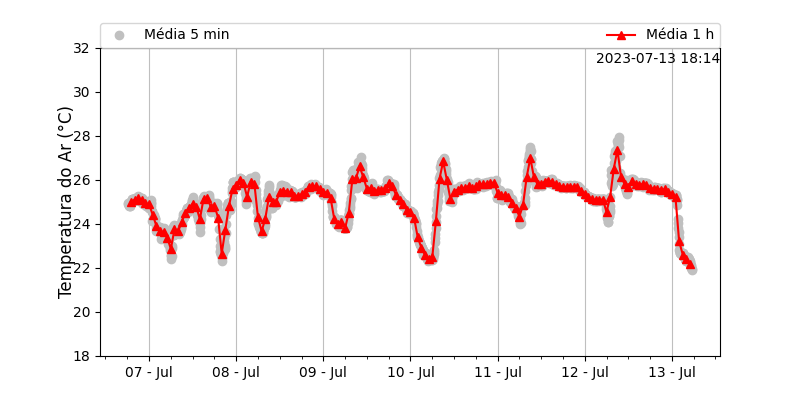 Média 5 min
Média 1 h
2023-07-13 18:14
Temperatura do Ar (°C)
32
30
28
26
24
22
20
18
07 - Jul
08 - Jul
09 - Jul
10 - Jul
11 - Jul
12 - Jul
13 - Jul